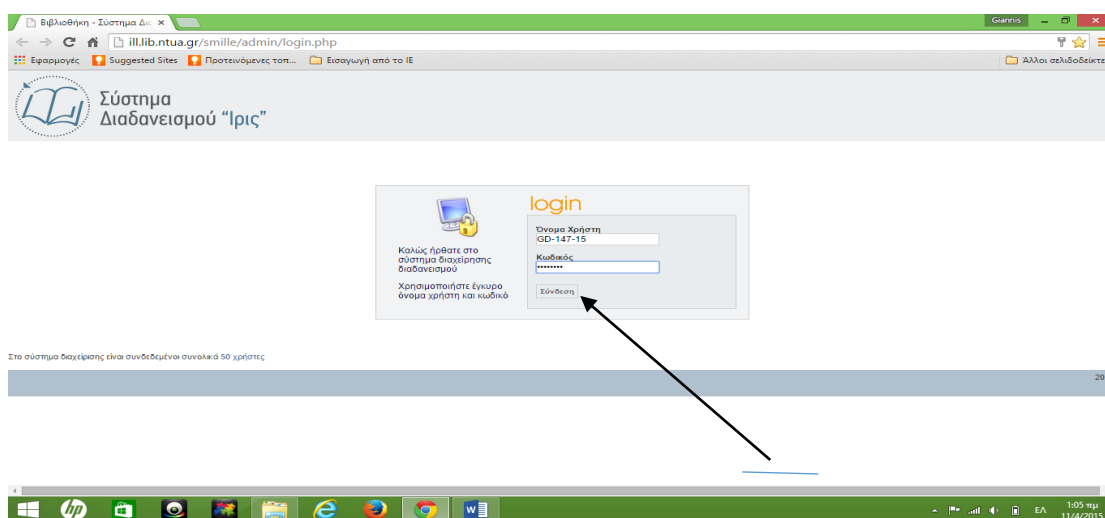 Βιβλιοθήκη - Σύστημα Δια
Giannis
ill.lib.ntua.gr/smille/admin/login.php
Εφαρμογές Suggested Sites Προτεινόμενες τοπ... Εισαγωγή από το IE Άλλοι σελιδοδείκτε
Σύστημα
Διαδανεισμού “Ιρις”
login
Όνομα Χρήστη
GD-147-15
Κωδικός
••••••••
Σύνδεση
Καλώς ήρθατε στο
σύστημα διαχείρησης
διαδανεισμού
Χρησιμοποιήστε έγκυρο
όνομα χρήστη και κωδικό
Στο σύστημα διαχείρισης είναι συνδεδεμένοι συνολικά 50 χρήστες
20
hp
ΕΛ
1:05 πμ
11/4/2015